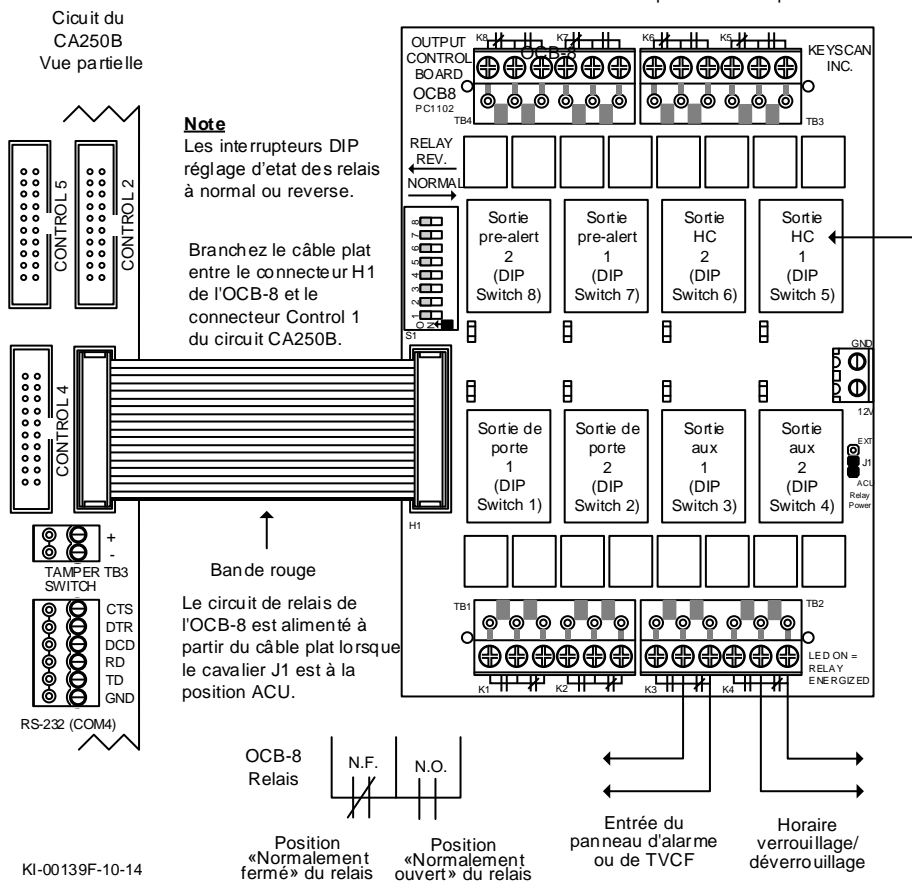 Cicuit du
CA250B
Vue partielle
CONTROL 5
CONTROL 2
CONTROL 4
+
-
TAMPER TB3
SWITCH
CTS
DTR
DCD
RD
TD
GND
RS-232 (COM4)
Note
Les interrupteurs DIP
réglage d'etat des relais
à normal ou reverse.
Branchez le câble plat
entre le connecteur H1
de l'OCB-8 et le
connecteur Control 1
du circuit CA250B.
Bande rouge
Le circuit de relais de
l'OCB-8 est alimenté à
partir du câble plat lorsque
le cavalier J1 est à la
position ACU.
OUTPUT
CONTROL
BOARD
OCB8
PC1102
K8
K7
OCB-8
K6
K5
KEYSCAN
INC.
TB4
TB3
RELAY
REV.
NORMAL
8
7
6
5
4
3
2
1
ON
S1
Sortie
pre-alert
2
(DIP
Switch 8)
Sortie
pre-alert
1
(DIP
Switch 7)
Sortie
HC
2
(DIP
Switch 6)
Sortie
HC
1
(DIP
Switch 5)
GND
12V
EXT
J1
ACU
Relay
Power
Sortie de
porte
1
(DIP
Switch 1)
Sortie de
porte
2
(DIP
Switch 2)
Sortie
aux
1
(DIP
Switch 3)
Sortie
aux
2
(DIP
Switch 4)
H1
TB1
TB2
K1
K2
K3
K4
LED ON =
RELAY
ENERGIZED
OCB-8
Relais
N.F.
N.O.
Position
«Normalement
fermé» du relais
Position
«Normalement
ouvert» du relais
Entrée du
panneau d'alarme
ou de TVCF
Horaire
verrouillage/
déverrouillage
KI-00139F-10-14